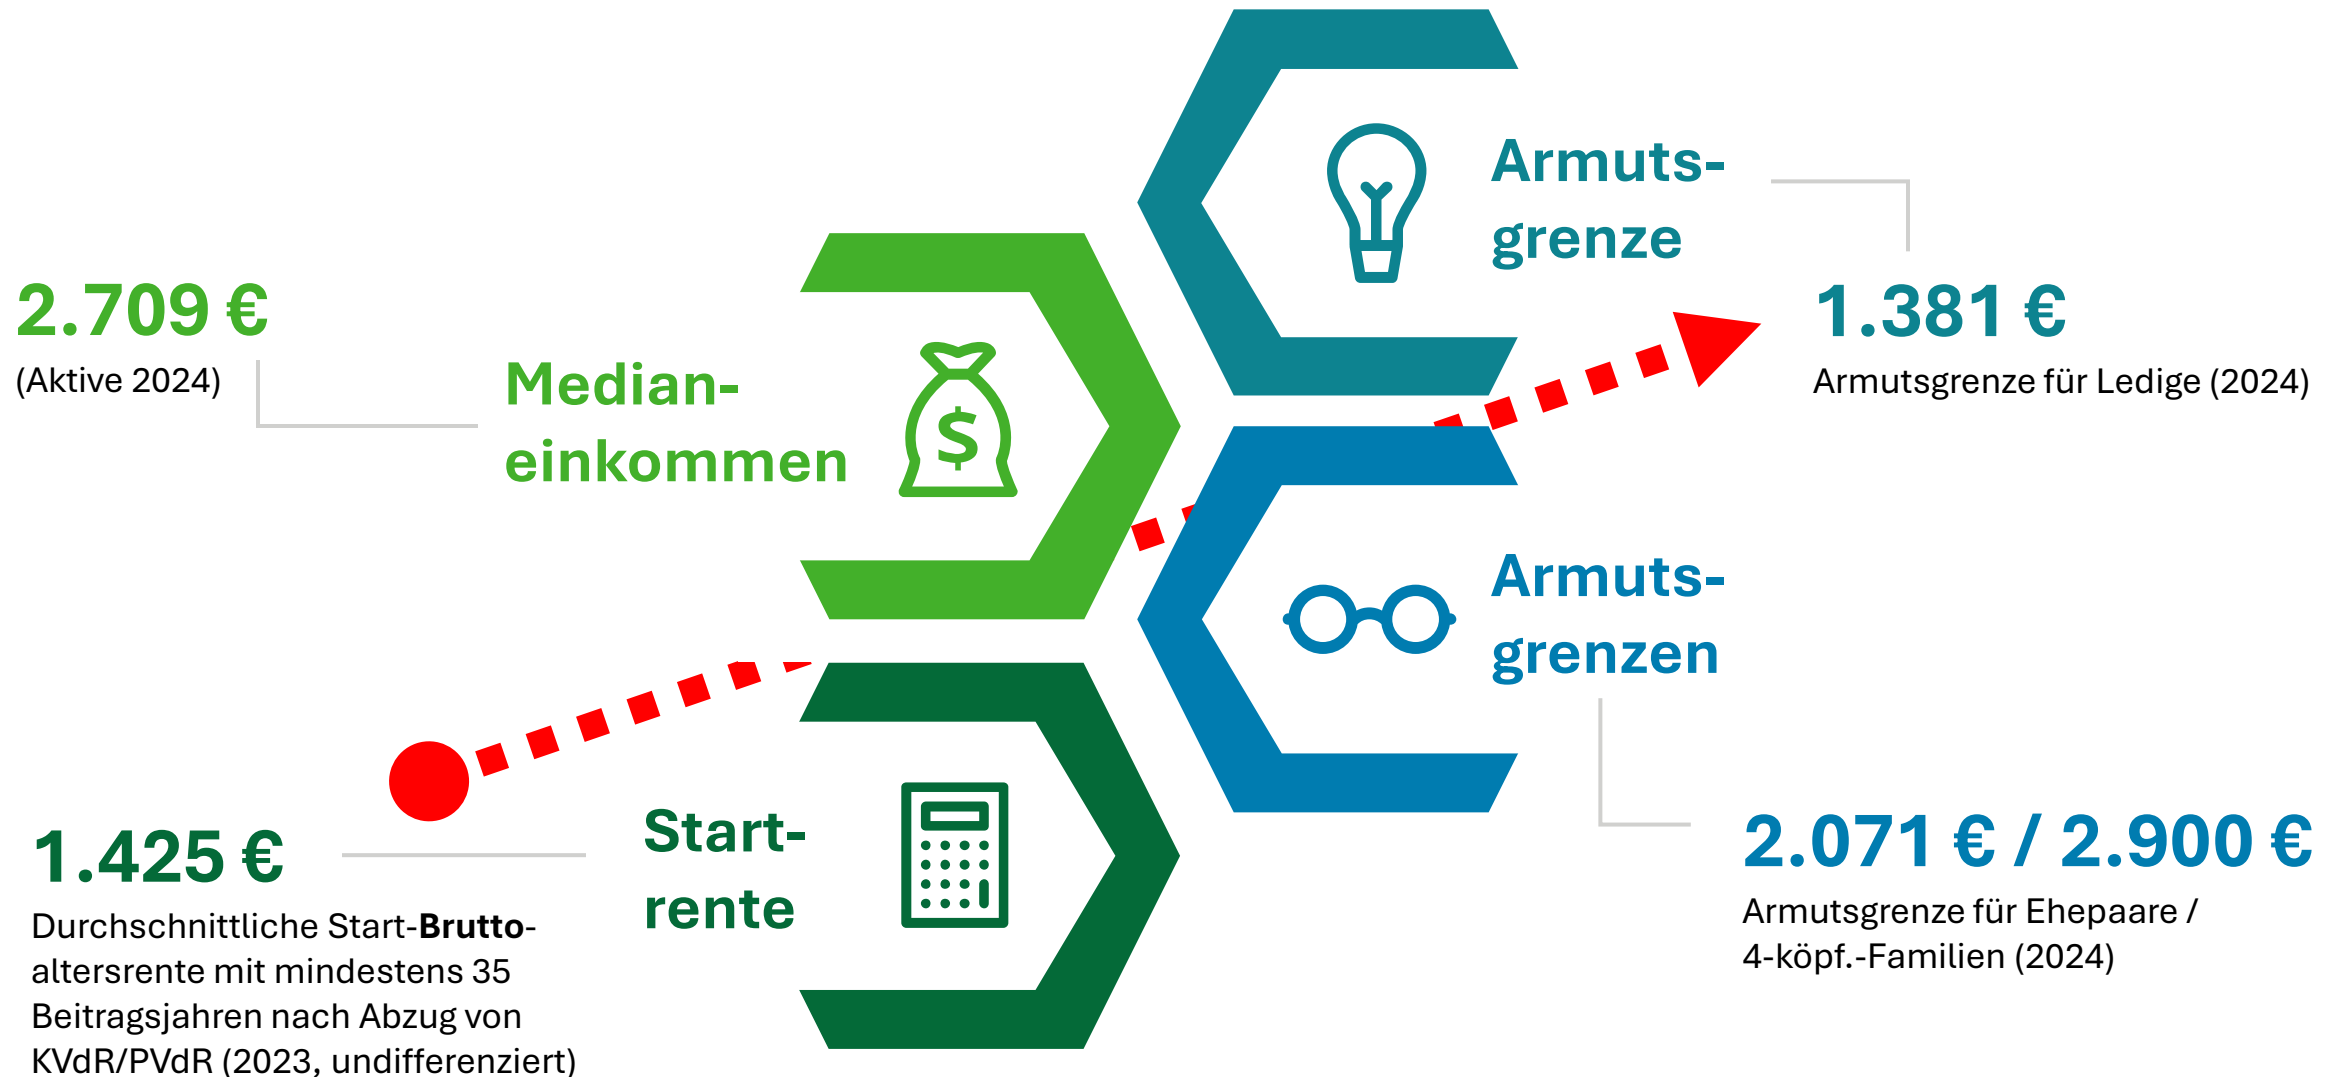 2.709 €
(Aktive 2024)
Median-
einkommen
$
Armuts-
grenze
1.381 €
Armutsgrenze für Ledige (2024)
1.425 €
Durchschnittliche Start-Brutto-
altersrente mit mindestens 35
Beitragsjahren nach Abzug von
KVdR/PVdR (2023, undifferenziert)
Start-
rente
Armuts-
grenzen
2.071 € / 2.900 €
Armutsgrenze für Ehepaare /
4-köpf.-Familien (2024)